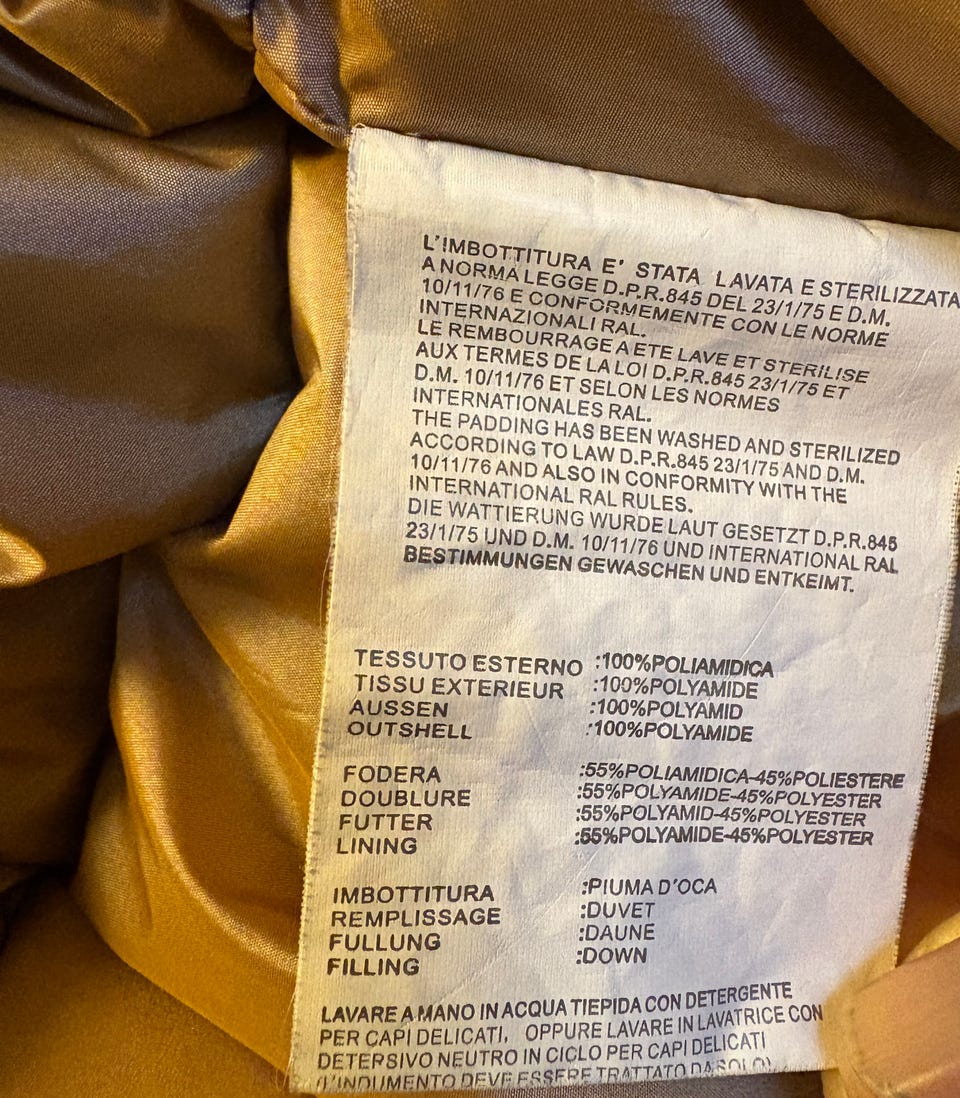 L'IMBOTTITURA E' STATA LAVATA E STERILIZZATA
A NORMA LEGGE D.P.R.845 DEL 23/1/75 E D.M.
10/11/76 E CONFORMEMENTE CON LE NORME
INTERNAZIONALI RAL.
LE REMBOURRAGE A ETE LAVE ET STERILISE
AUX TERMES DE LA LOI D.P.R.845 23/1/75 ET
D.M. 10/11/76 ET SELON LES NORMES
INTERNATIONALES RAL.
THE PADDING HAS BEEN WASHED AND STERILIZED
ACCORDING TO LAW D.P.R.845 23/1/75 AND D.M.
10/11/76 AND ALSO IN CONFORMITY WITH THE
INTERNATIONAL RAL RULES.
DIE WATTIERUNG WURDE LAUT GESETZT D.P.R.845
23/1/75 UND D.M. 10/11/76 UND INTERNATIONAL RAL
BESTIMMUNGEN GEWASCHEN UND ENTKEIMT.
TESSUTO ESTERNO :100%POLIAMIDICA
TISSU EXTERIEUR :100%POLYAMIDE
AUSSEN :100%POLYAMID
OUTSHELL :100%POLYAMIDE
FODERA :55%POLIAMIDICA-45%POLIESTERE
DOUBLURE :55%POLYAMIDE-45%POLYESTER
FUTTER :55%POLYAMID-45%POLYESTER
LINING :55%POLYAMIDE-45%POLYESTER
IMBOTTITURA :PIUMA D'OCA
REMPLISSAGE :DUVET
FULLUNG :DAUNE
FILLING :DOWN
LAVARE A MANO IN ACQUA TIEPIDA CON DETERGENTE
PER CAPI DELICATI, OPPURE LAVARE IN LAVATRICE CON
DETERSIVO NEUTRO IN CICLO PER CAPI DELICATI
(L'INDUMENTO DEVE ESSERE TRATTATO DA SOLO)